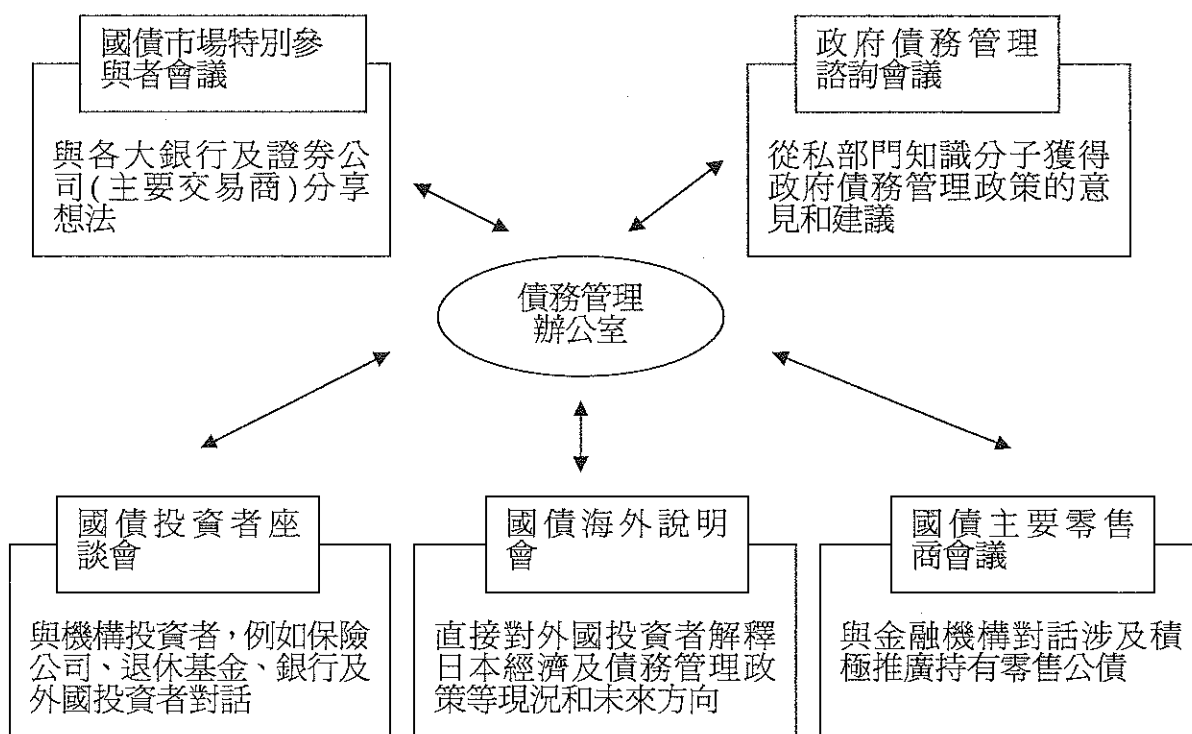 國債市場特別參
與者會議
與各大銀行及證券公
司(主要交易商)分享
想法
政府債務管理
諮詢會議
從私部門知識分子獲得
政府債務管理政策的意
見和建議
債務管理
辦公室
國債投資者座
談會
與機構投資者，例如保險
公司、退休基金、銀行及
外國投資者對話
國債海外說明
會
直接對外國投資者解釋
日本經濟及債務管理政
策等現況和未來方向
國債主要零售
商會議
與金融機構對話涉及積
極推廣持有零售公債